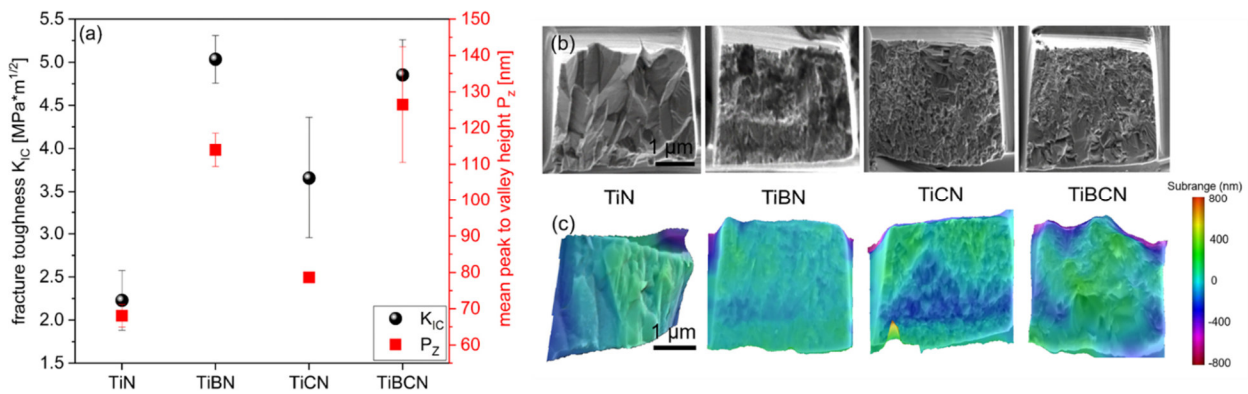 (a)
fracture toughness K_IC [MPa*m^1/2]
5.5
5.0
4.5
4.0
3.5
3.0
2.5
2.0
1.5
TiN
TiBN
TiCN
TiBCN
K_IC
P_Z
150
140
130
120
110
100
90
80
70
60
mean peak to valley height P_Z [nm]
(b)
1 µm
TiN
TiBN
TiCN
TiBCN
(c)
1 µm
Subrange (nm)
800
400
0
-400
-800